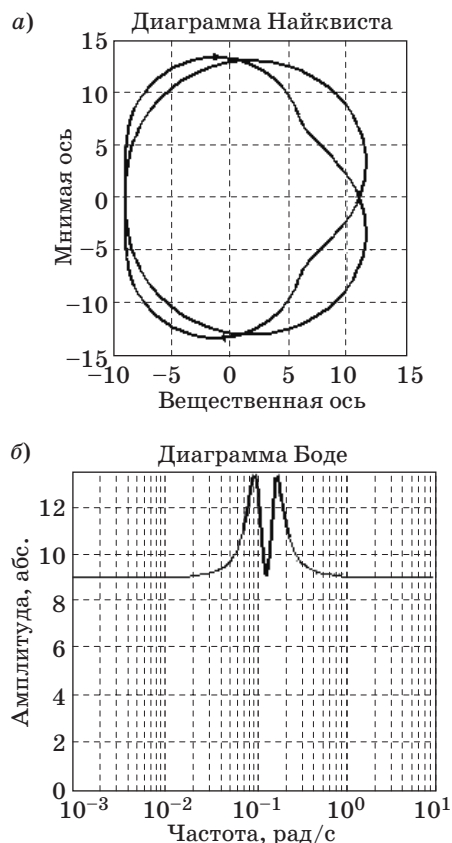 а) Диаграмма Найквиста
15
10
5
0
−5
−10
−15
Мнимая ось
−10 −5 0 5 10 15
Вещественная ось
б) Диаграмма Боде
12
10
8
6
4
2
0
Амплитуда, абс.
10⁻³ 10⁻² 10⁻¹ 10⁰ 10¹
Частота, рад/с